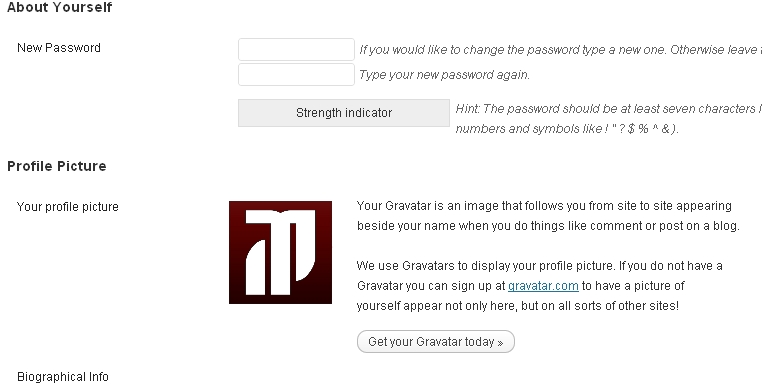 About Yourself
New Password
If you would like to change the password type a new one. Otherwise leave
Type your new password again.
Strength indicator
Hint: The password should be at least seven characters
numbers and symbols like ! " ? $ % ^ & ).
Profile Picture
Your profile picture
Your Gravatar is an image that follows you from site to site appearing
beside your name when you do things like comment or post on a blog.
We use Gravatars to display your profile picture. If you do not have a
Gravatar you can sign up at gravatar.com to have a picture of
yourself appear not only here, but on all sorts of other sites!
Get your Gravatar today »
Biographical Info